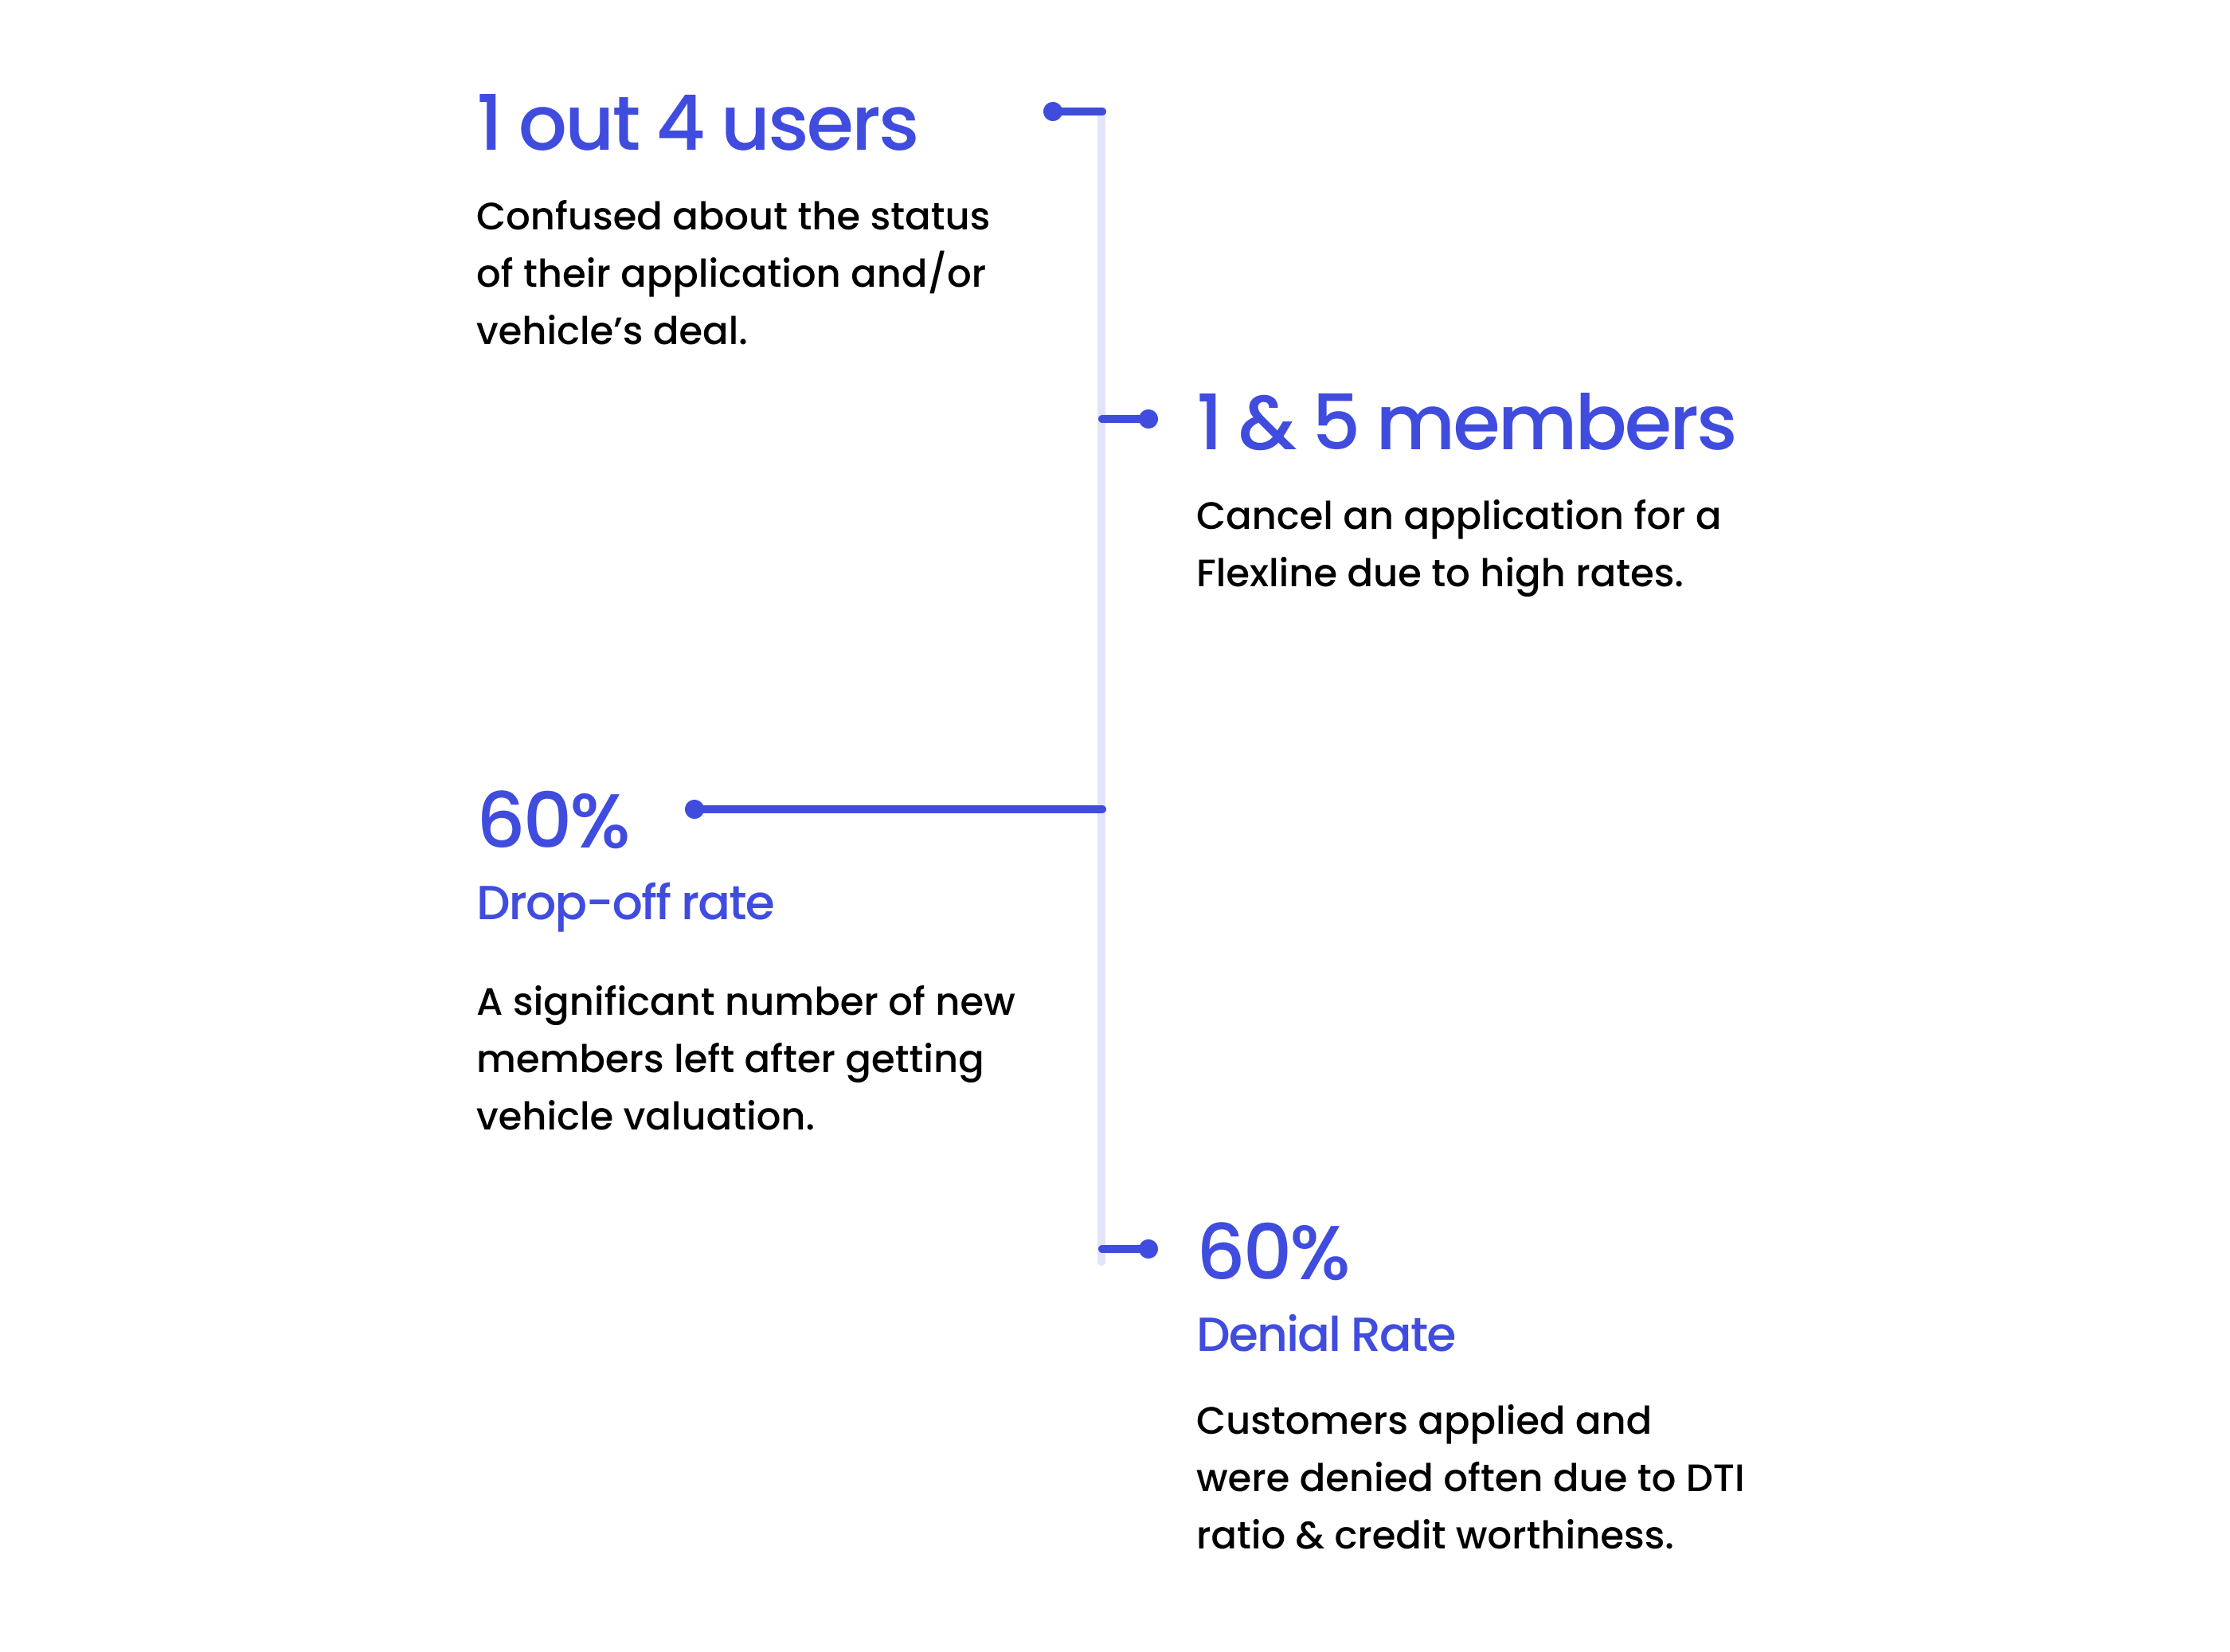 1 out 4 users
Confused about the status
of their application and/or
vehicle’s deal.
1 & 5 members
Cancel an application for a
Flexline due to high rates.
60%
Drop-off rate
A significant number of new
members left after getting
vehicle valuation.
60%
Denial Rate
Customers applied and
were denied often due to DTI
ratio & credit worthiness.